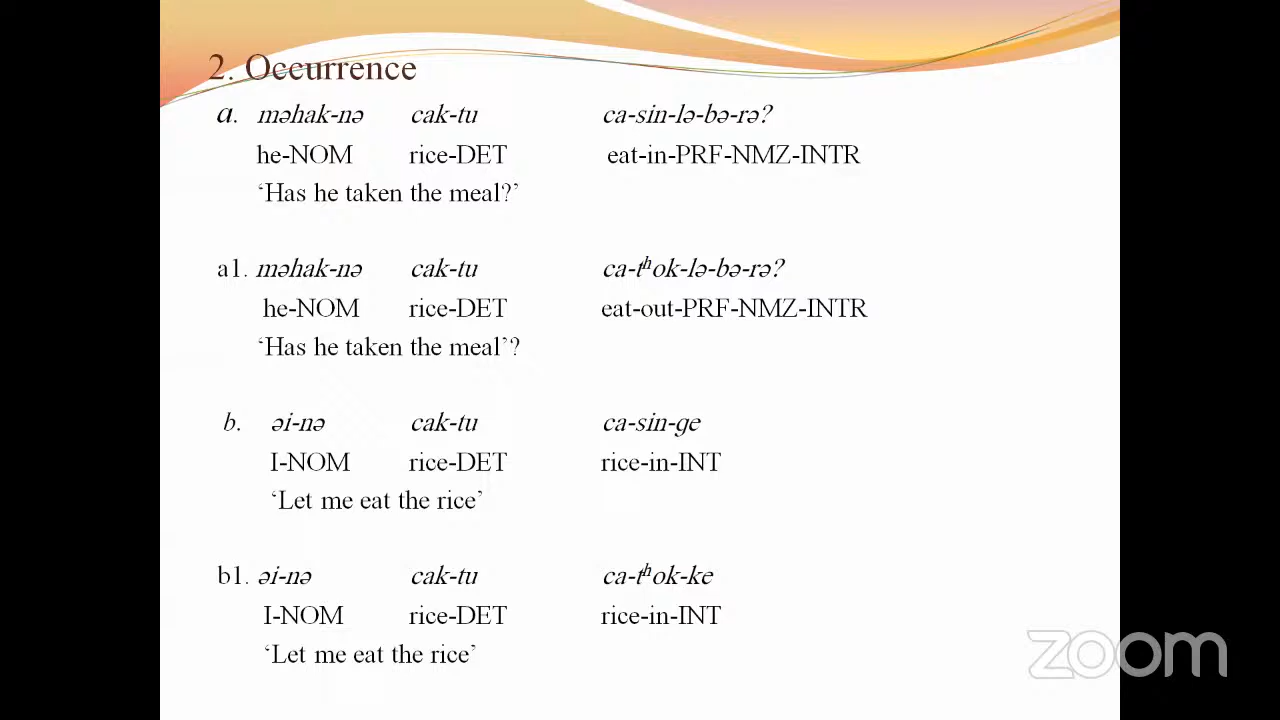 2. Occurrence
a. məhak-nə cak-tu ca-sin-lə-bə-rə?
he-NOM rice-DET eat-in-PRF-NMZ-INTR
‘Has he taken the meal?’
a1. məhak-nə cak-tu ca-tʰok-lə-bə-rə?
he-NOM rice-DET eat-out-PRF-NMZ-INTR
‘Has he taken the meal’?
b. əi-nə cak-tu ca-sin-ge
I-NOM rice-DET rice-in-INT
‘Let me eat the rice’
b1. əi-nə cak-tu ca-tʰok-ke
I-NOM rice-DET rice-in-INT
‘Let me eat the rice’
zoom